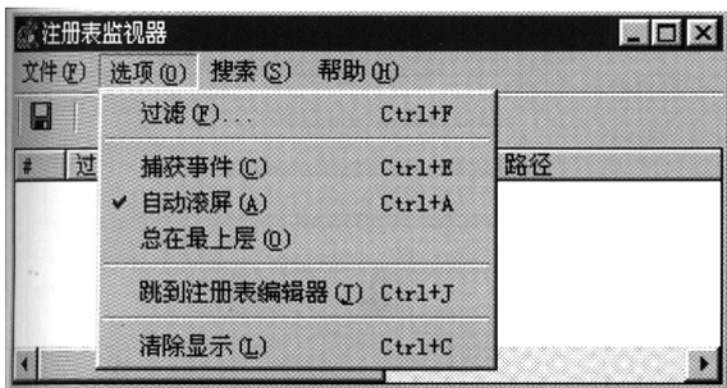 注册表监视器
文件(F) 选项(O) 搜索(S) 帮助(H)
过滤(F)... Ctrl+F
# 过 路径
捕获事件(C) Ctrl+E
自动滚屏(A) Ctrl+A
总在最上层(O)
跳到注册表编辑器(J) Ctrl+J
清除显示(L) Ctrl+C